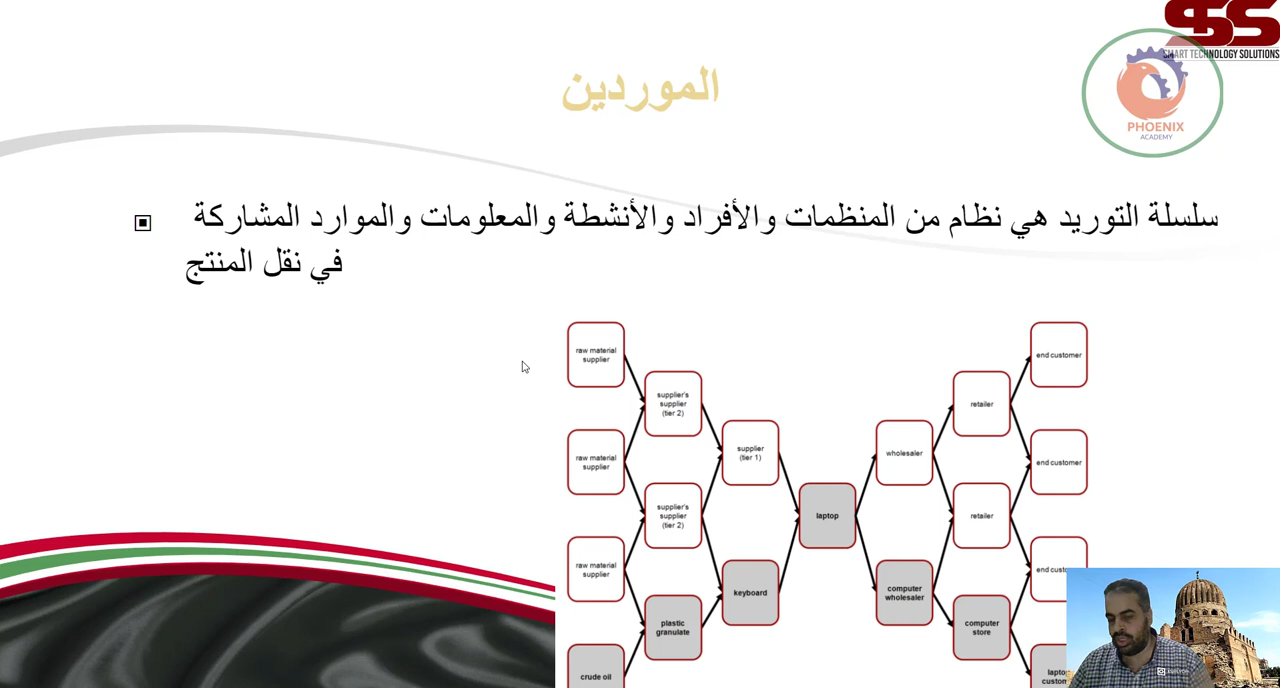 STS
SMART TECHNOLOGY SOLUTIONS
PHOENIX
ACADEMY
الموردين
سلسلة التوريد هي نظام من المنظمات والأفراد والأنشطة والمعلومات والموارد المشاركة
في نقل المنتج
raw material
supplier
end customer
supplier's
supplier
(tier 2)
retailer
supplier
(tier 1)
wholesaler
raw material
supplier
end customer
supplier's
supplier
(tier 2)
laptop
retailer
raw material
supplier
keyboard
computer
wholesaler
end
plastic
granulate
computer
store
crude oil